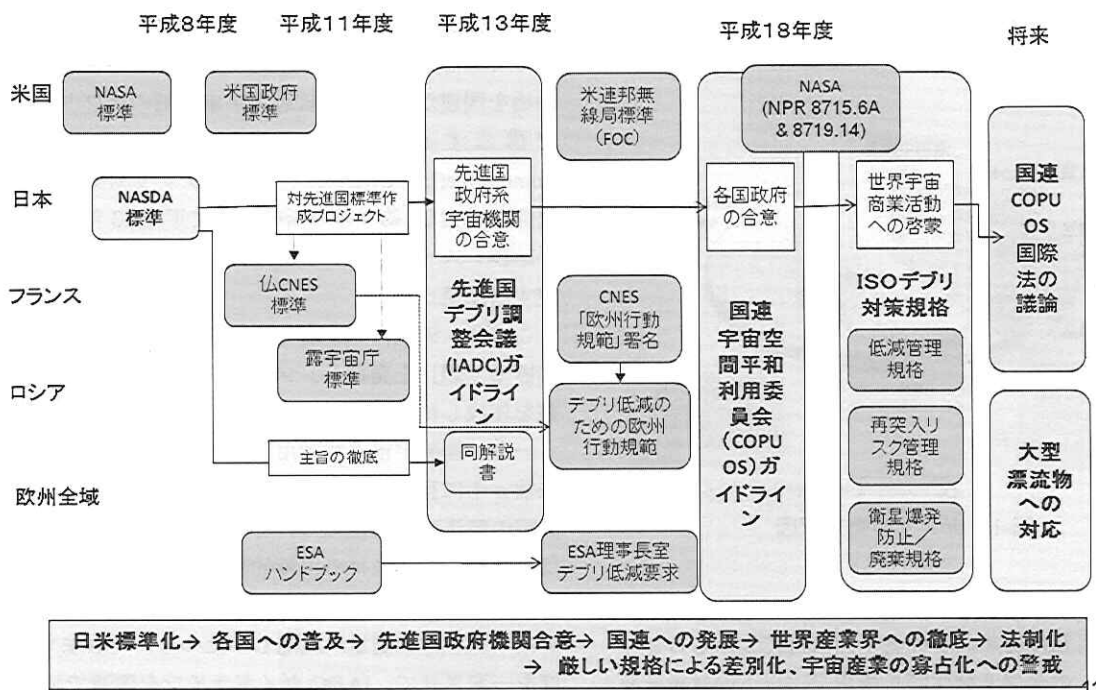 平成8年度
平成11年度
平成13年度
平成18年度
将来
米国
NASA
標準
米国政府
標準
米連邦無
線局標準
(FOC)
NASA
(NPR 8715.6A
& 8719.14)
日本
NASDA
標準
対先進国標準作
成プロジェクト
先進国
政府系
宇宙機関
の合意
各国政府
の合意
世界宇宙
商業活動
への啓蒙
国連
COPU
OS
国際
法の
議論
フランス
仏CNES
標準
先進国
デブリ調
整会議
(IADC)ガ
イドライ
ン
CNES
「欧州行動
規範」署名
国連
宇宙空
間平和
利用委
員会
(COPU
OS)ガ
イドライ
ン
ISOデブリ
対策規格
低減管理
規格
ロシア
露宇宙庁
標準
デブリ低減の
ための欧州
行動規範
再突入リ
スク管理
規格
大型
漂流物
への
対応
主旨の徹底
同解説
書
欧州全域
衛星爆発
防止／
廃棄規格
ESA
ハンドブック
ESA理事長室
デブリ低減要求
日米標準化→ 各国への普及→ 先進国政府機関合意→ 国連への発展→ 世界産業界への徹底→ 法制化
→ 厳しい規格による差別化、宇宙産業の寡占化への警戒